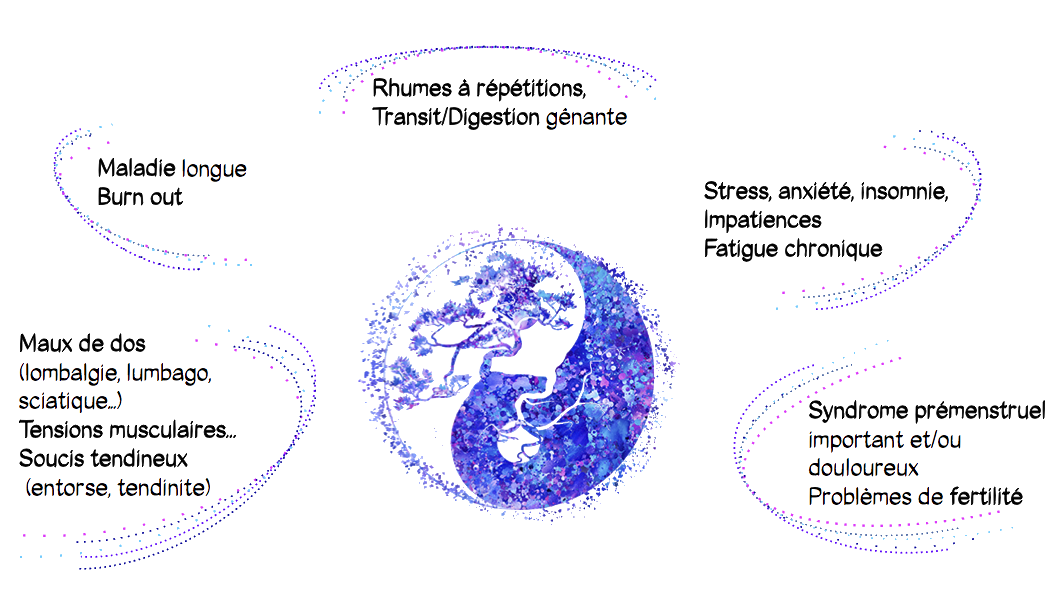 Rhumes à répétitions,
Transit/Digestion gênante
Maladie longue
Burn out
Stress, anxiété, insomnie,
Impatiences
Fatigue chronique
Maux de dos
(lombalgie, lumbago,
sciatique...)
Tensions musculaires...
Soucis tendineux
(entorse, tendinite)
Syndrome prémenstruel
important et/ou
douloureux
Problèmes de fertilité